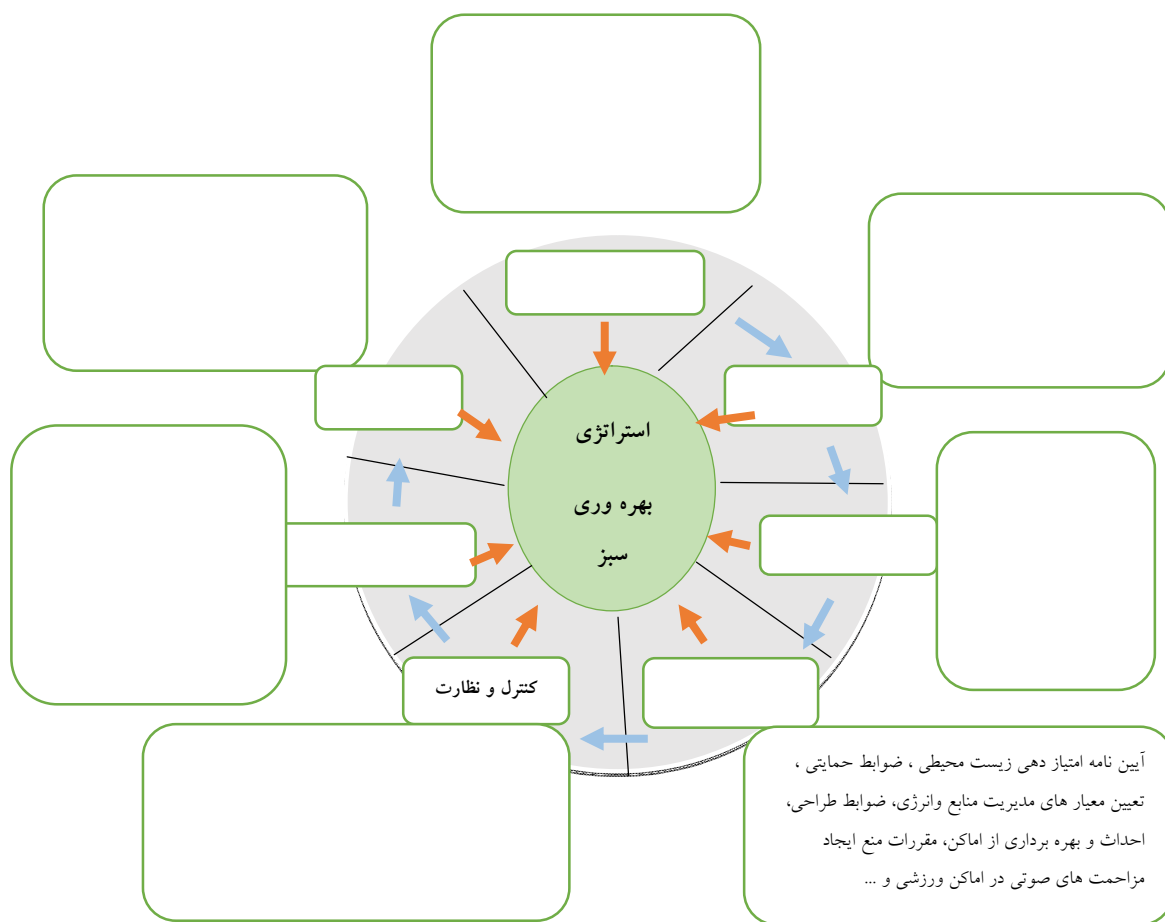 استراتژی
بهره وری
سبز
کنترل و نظارت
آیین نامه امتیاز دهی زیست محیطی ، ضوابط حمایتی ،
تعیین معیار های مدیریت منابع وانرژی، ضوابط طراحی،
احداث و بهره برداری از اماکن، مقررات منع ایجاد
مزاحمت های صوتی در اماکن ورزشی و ...